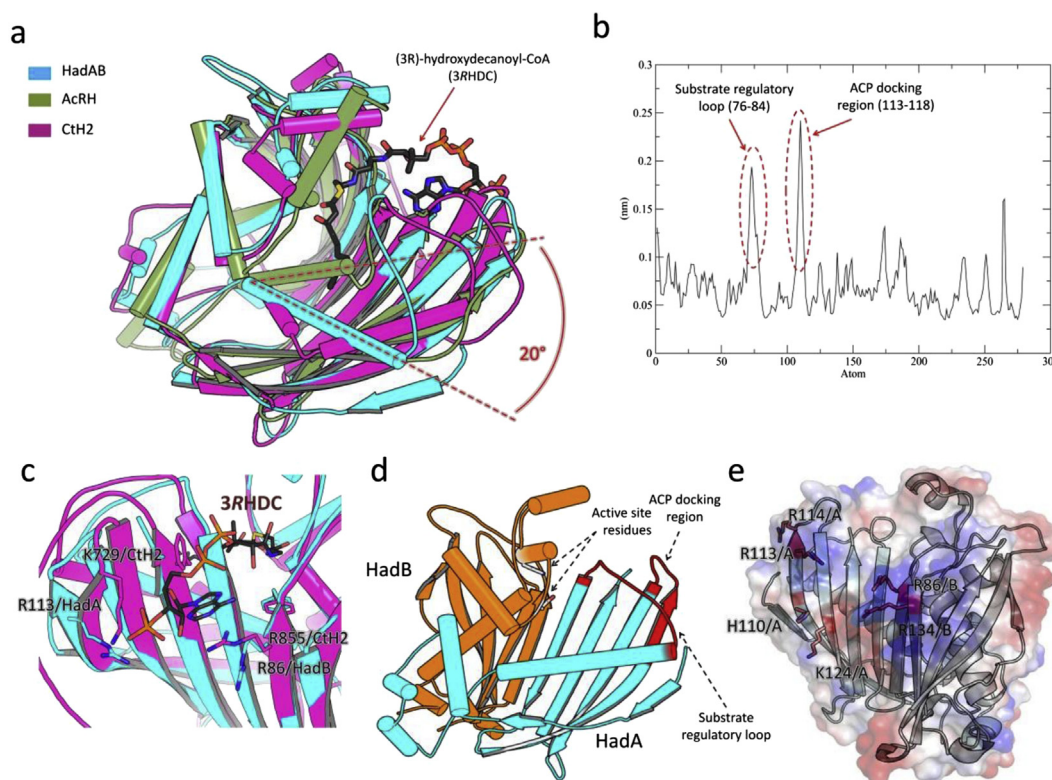 a
HadAB
AcRH
CtH2
(3R)-hydroxydecanoyl-CoA
(3RHDC)
20°
b
0.3
0.25
0.2
0.15
0.1
0.05
0
(nm)
Substrate regulatory
loop (76-84)
ACP docking
region (113-118)
0 50 100 150 200 250
Atom
c
3RHDC
K729/CtH2
R113/HadA
R855/CtH2
R86/HadB
d
Active site
residues
ACP docking
region
HadB
HadA
Substrate
regulatory loop
e
R114/A
R113/A
R86/B
H110/A
R134/B
K124/A